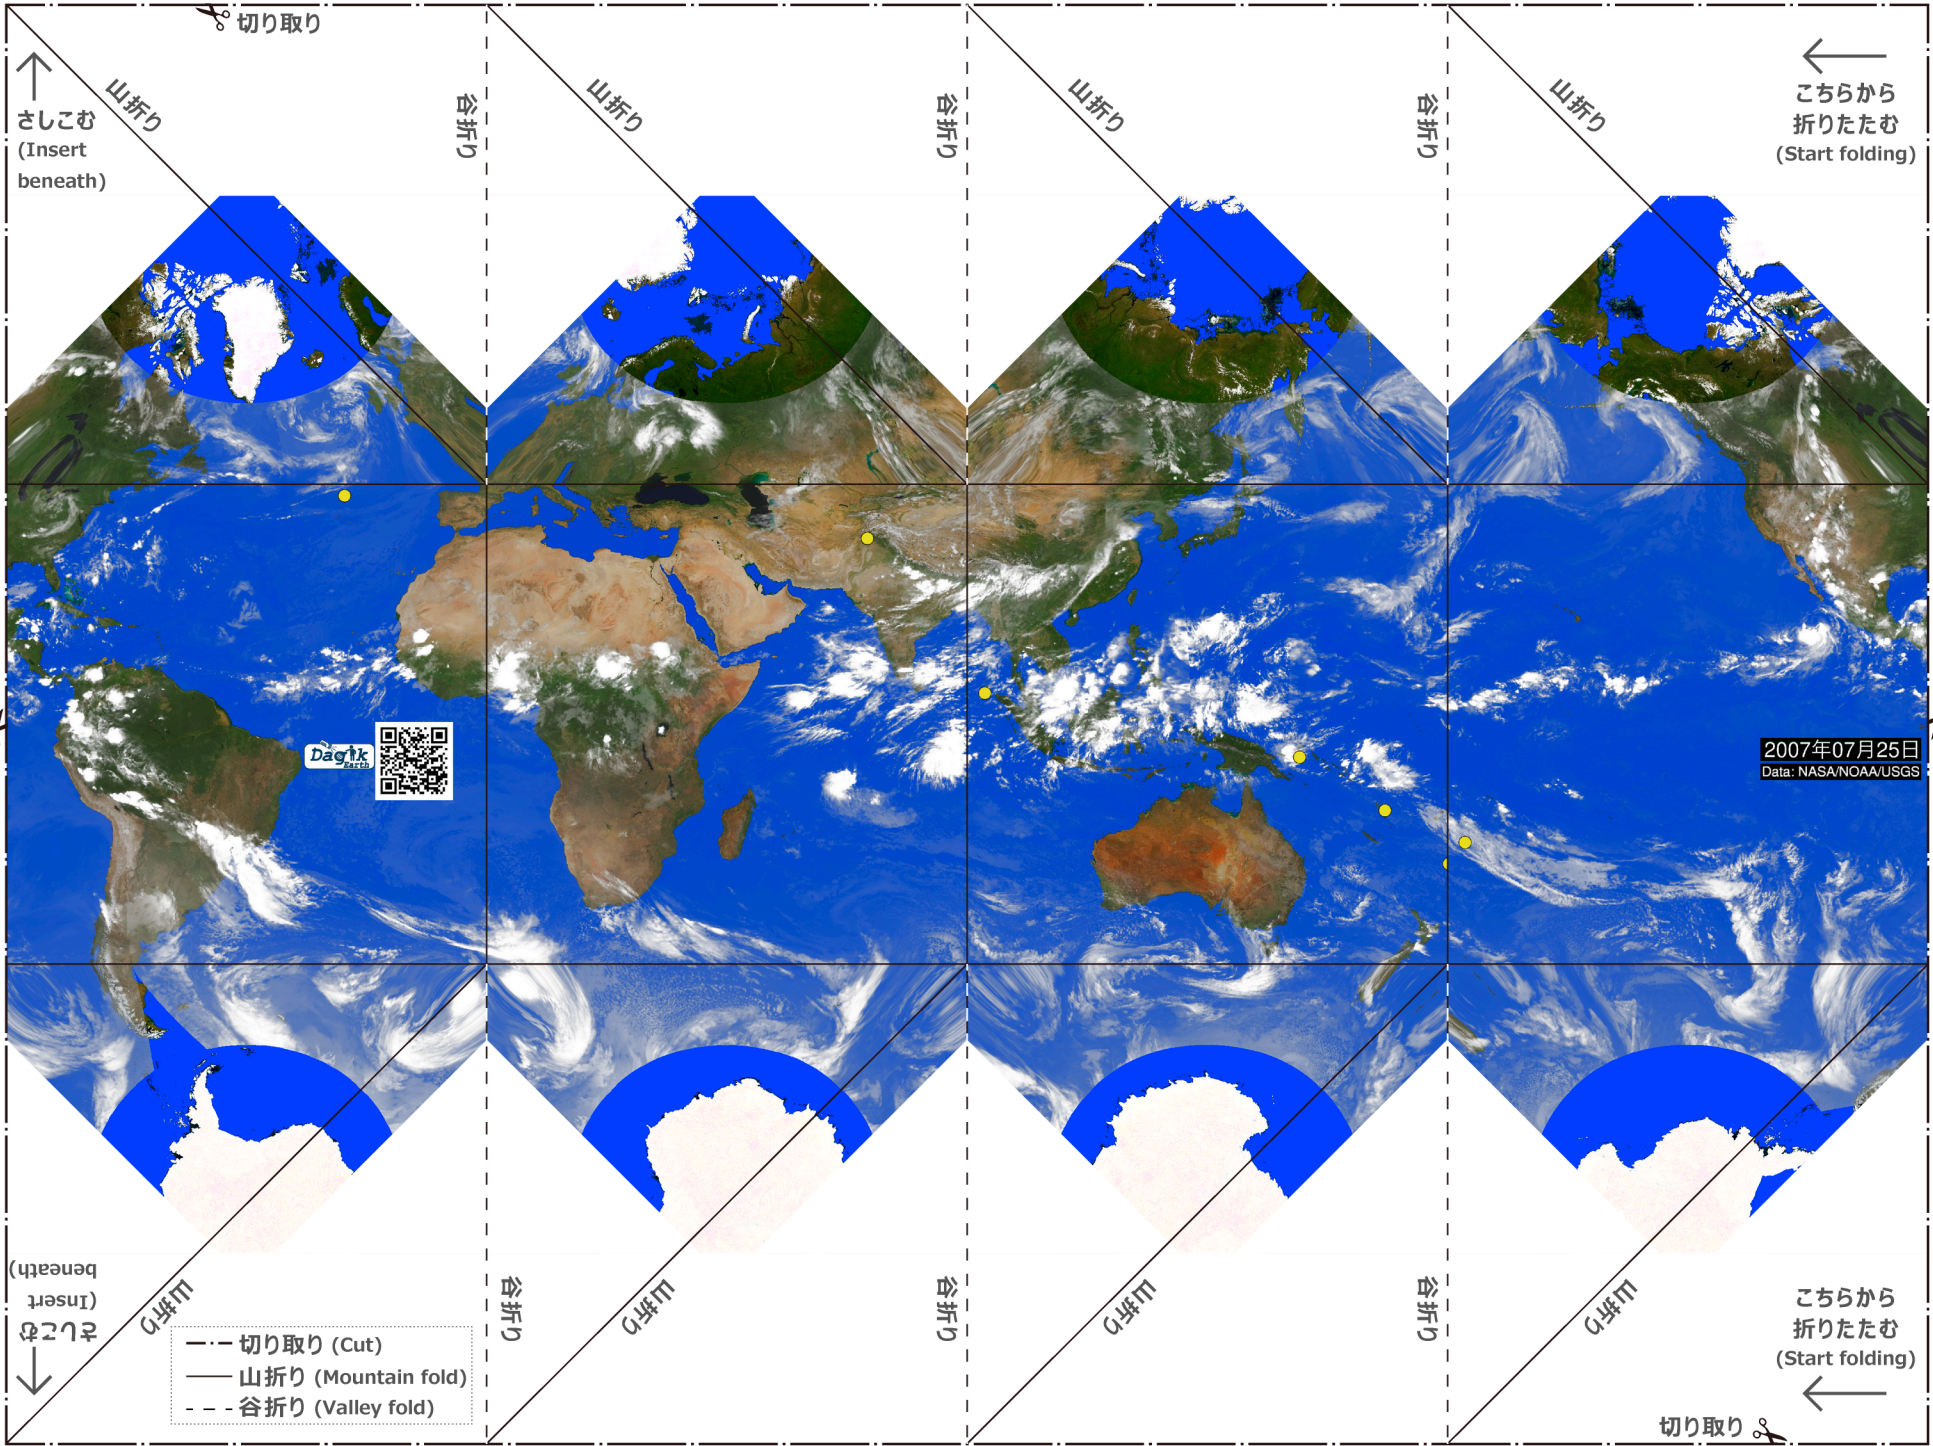 切り取り
山折り
谷折り
山折り
谷折り
山折り
谷折り
山折り
さしこむ
(Insert
beneath)
こちらから
折りたたむ
(Start folding)
Dagik
Earth
2007年07月25日
Data: NASA/NOAA/USGS
さしこむ
(Insert
beneath)
山折り
谷折り
山折り
谷折り
山折り
谷折り
山折り
切り取り (Cut)
山折り (Mountain fold)
谷折り (Valley fold)
こちらから
折りたたむ
(Start folding)
切り取り